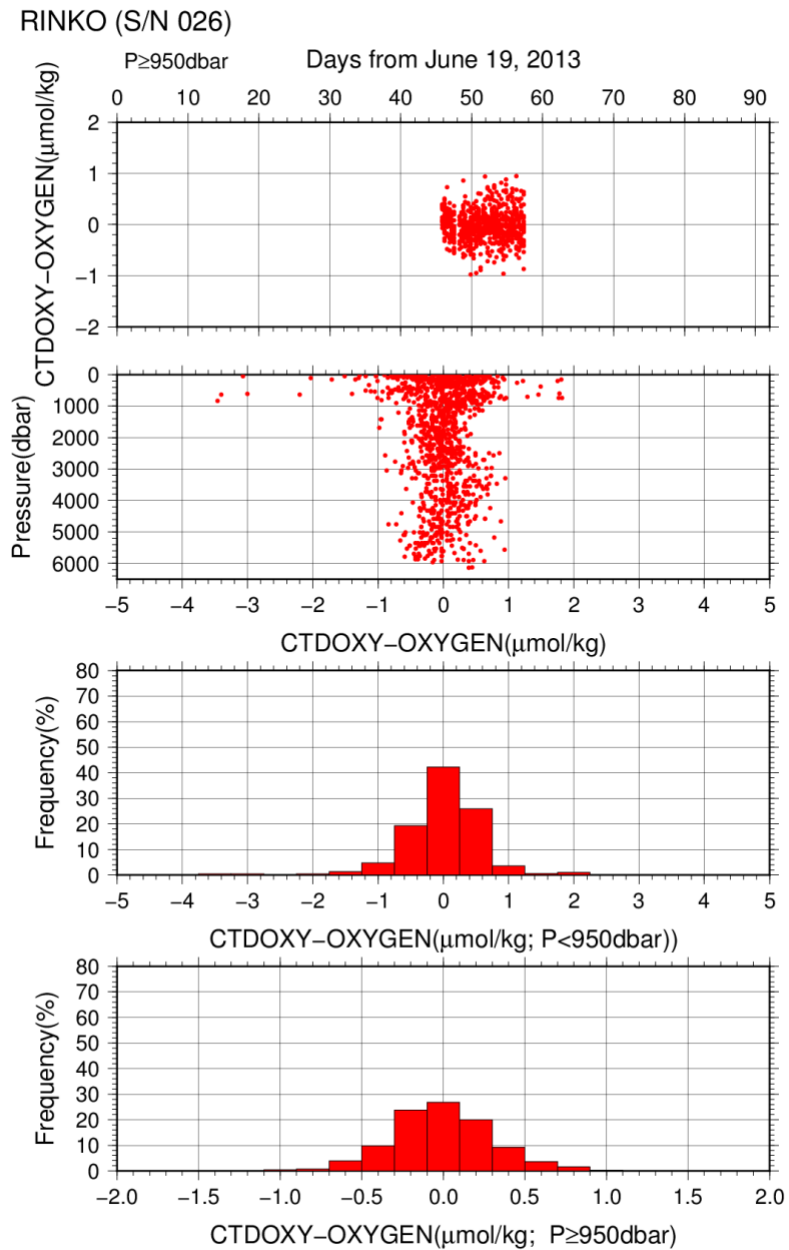 RINKO (S/N 026)
P≥950dbar
Days from June 19, 2013
0 10 20 30 40 50 60 70 80 90
CTDOXY−OXYGEN(μmol/kg)
2
1
0
−1
−2
Pressure(dbar)
0
1000
2000
3000
4000
5000
6000
−5 −4 −3 −2 −1 0 1 2 3 4 5
CTDOXY−OXYGEN(μmol/kg)
Frequency(%)
80
70
60
50
40
30
20
10
0
−5 −4 −3 −2 −1 0 1 2 3 4 5
CTDOXY−OXYGEN(μmol/kg; P<950dbar))
Frequency(%)
80
70
60
50
40
30
20
10
0
−2.0 −1.5 −1.0 −0.5 0.0 0.5 1.0 1.5 2.0
CTDOXY−OXYGEN(μmol/kg; P≥950dbar)